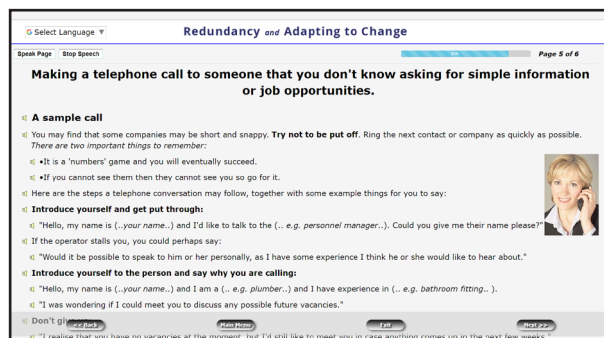 Select Language ▼
Redundancy and Adapting to Change
Speak Page Stop Speech
Page 5 of 6
Making a telephone call to someone that you don't know asking for simple information
or job opportunities.
A sample call
You may find that some companies may be short and snappy. Try not to be put off. Ring the next contact or company as quickly as possible.
There are two important things to remember:
•It is a 'numbers' game and you will eventually succeed.
•If you cannot see them then they cannot see you so go for it.
Here are the steps a telephone conversation may follow, together with some example things for you to say:
Introduce yourself and get put through:
"Hello, my name is (..your name..) and I'd like to talk to the (.. e.g. personnel manager..). Could you give me their name please?"
If the operator stalls you, you could perhaps say:
"Would it be possible to speak to him or her personally, as I have some experience I think he or she would like to hear about."
Introduce yourself to the person and say why you are calling:
"Hello, my name is (..your name..) and I am a (.. e.g. plumber..) and I have experience in (.. e.g. bathroom fitting.. ).
"I was wondering if I could meet you to discuss any possible future vacancies."
Don't
<< Back Main Menu Exit Next >>
"I realise that you have no vacancies at the moment, but I'd still like to meet you in case anything comes up in the next few weeks."